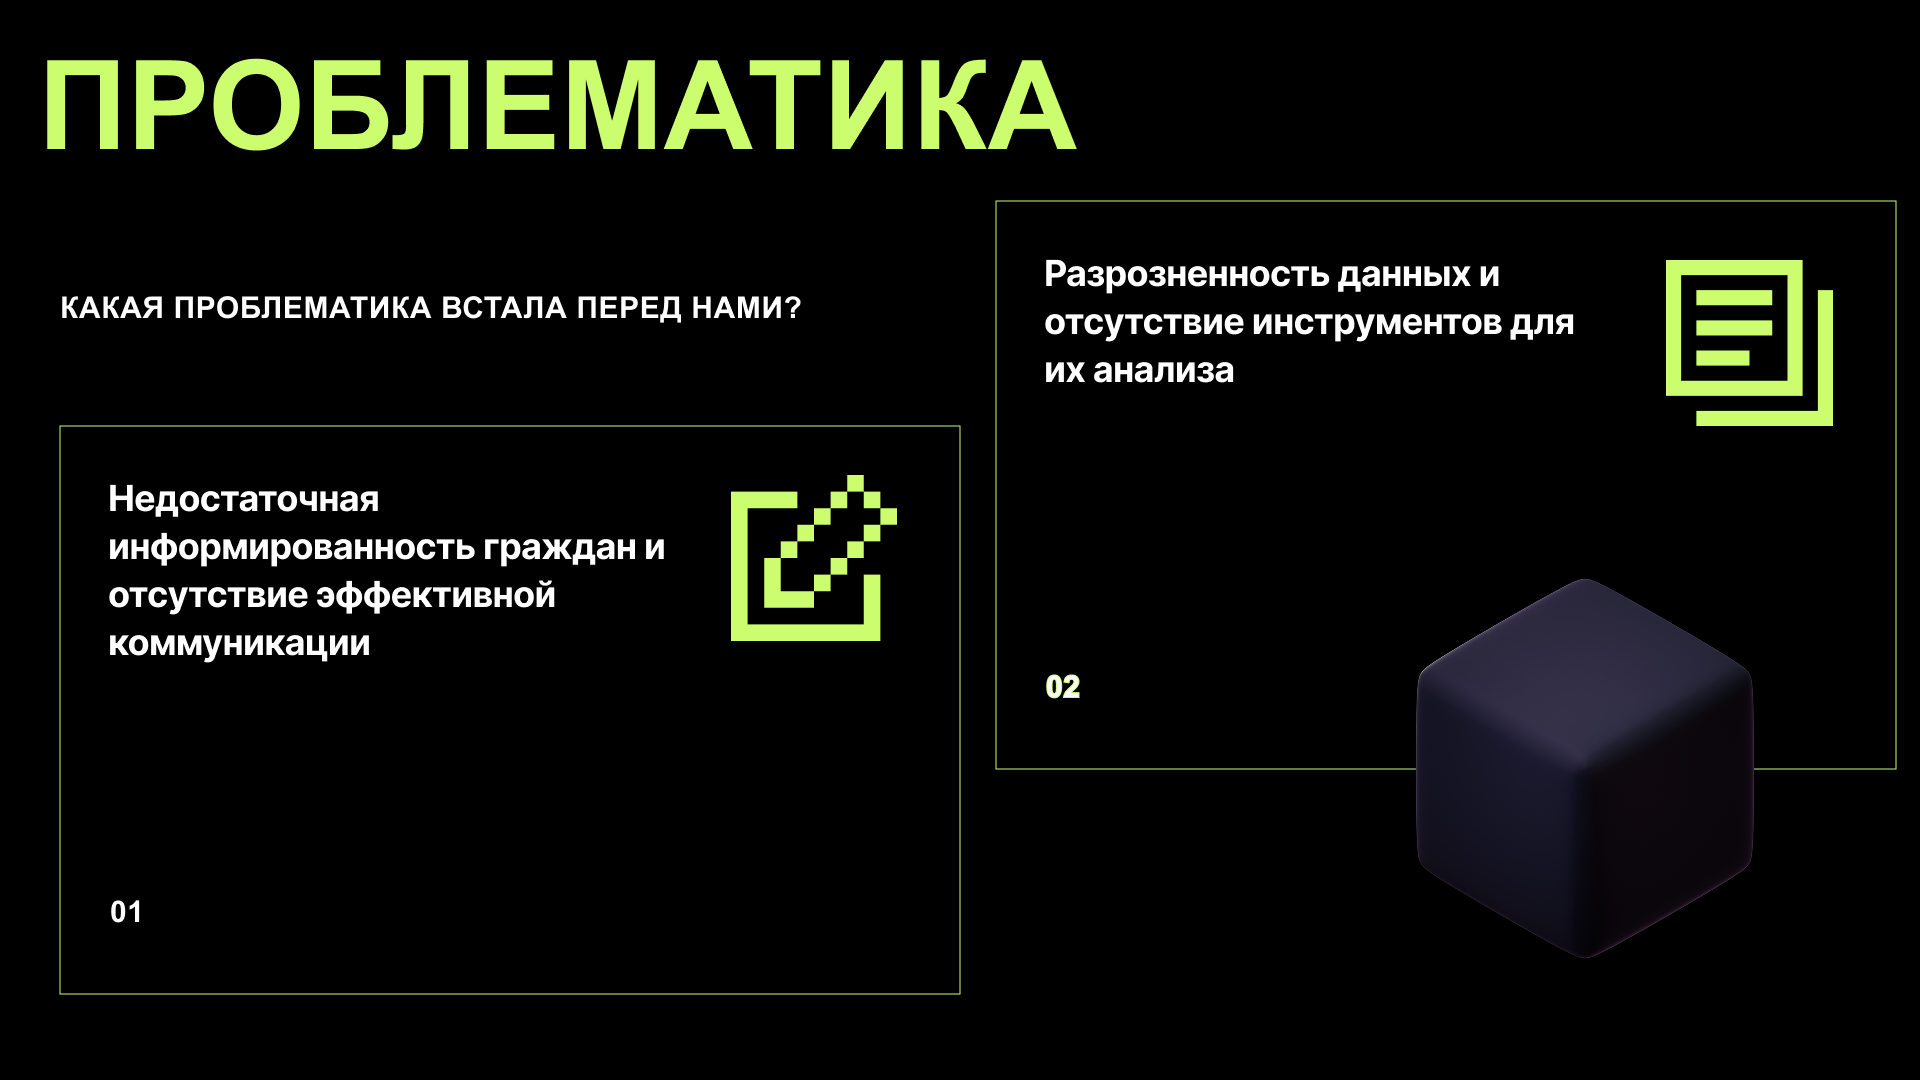 ПРОБЛЕМАТИКА
КАКАЯ ПРОБЛЕМАТИКА ВСТАЛА ПЕРЕД НАМИ?
Недостаточная
информированность граждан и
отсутствие эффективной
коммуникации
01
Разрозненность данных и
отсутствие инструментов для
их анализа
02